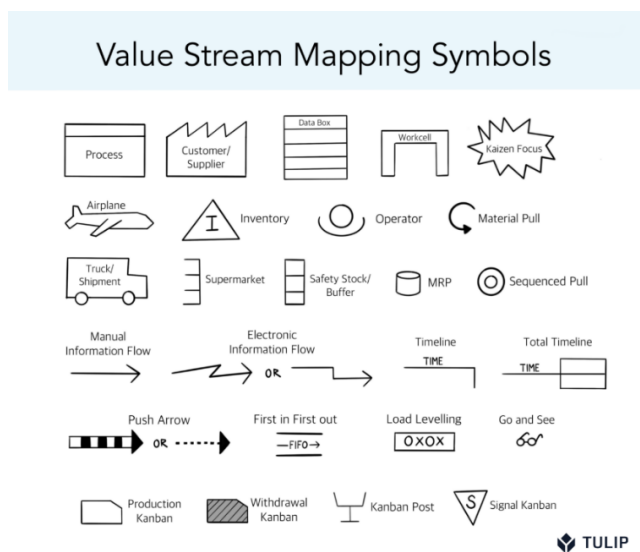 Value Stream Mapping Symbols
Process
Customer/
Supplier
Data Box
Workcell
Kaizen Focus
Airplane
I
Inventory
Operator
Material Pull
Truck/
Shipment
Supermarket
Safety Stock/
Buffer
MRP
Sequenced Pull
Manual
Information Flow
Electronic
Information Flow
OR
Timeline
TIME
Total Timeline
TIME
Push Arrow
OR
First in First out
FIFO
Load Levelling
OXOX
Go and See
Production
Kanban
Withdrawal
Kanban
Kanban Post
S
Signal Kanban
TULIP